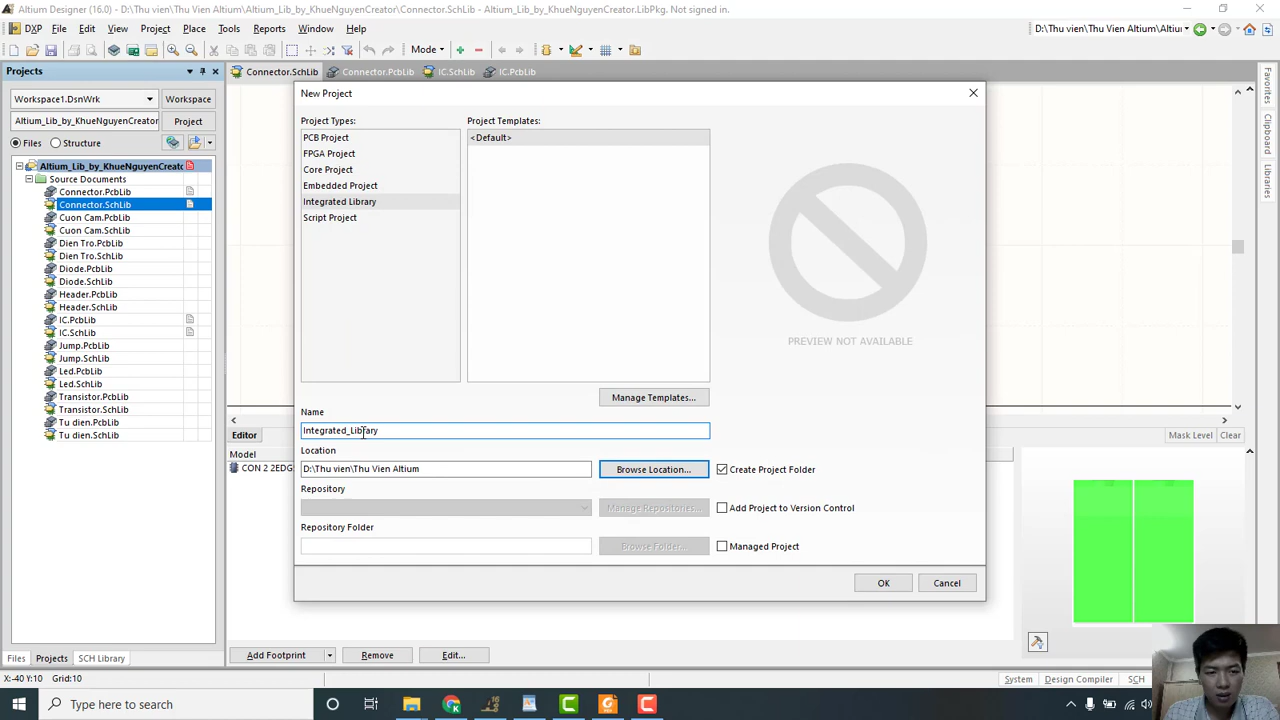 Altium Designer (16.0) - D:\Thu vien\Thu Vien Altium\Altium_Lib_by_KhueNguyenCreator\Connector.SchLib - Altium_Lib_by_KhueNguyenCreator.LibPkg. Not signed in.
DXP File Edit View Project Place Tools Reports Window Help
D:\Thu vien\Thu Vien Altium\Altiu
Mode
Projects
Connector.SchLib Connector.PcbLib IC.SchLib IC.PcbLib
Workspace1.DsnWrk Workspace
Altium_Lib_by_KhueNguyenCreator Project
Files Structure
Altium_Lib_by_KhueNguyenCreato
Source Documents
Connector.PcbLib
Connector.SchLib
Cuon Cam.PcbLib
Cuon Cam.SchLib
Dien Tro.PcbLib
Dien Tro.SchLib
Diode.PcbLib
Diode.SchLib
Header.PcbLib
Header.SchLib
IC.PcbLib
IC.SchLib
Jump.PcbLib
Jump.SchLib
Led.PcbLib
Led.SchLib
Transistor.PcbLib
Transistor.SchLib
Tu dien.PcbLib
Tu dien.SchLib
Files Projects SCH Library
New Project
Project Types:
PCB Project
FPGA Project
Core Project
Embedded Project
Integrated Library
Script Project
Project Templates:
<Default>
PREVIEW NOT AVAILABLE
Manage Templates...
Name
Integrated_Library
Location
D:\Thu vien\Thu Vien Altium
Browse Location...
Create Project Folder
Repository
Manage Repositories...
Add Project to Version Control
Repository Folder
Browse Folder...
Managed Project
OK Cancel
Editor
Mask Level Clear
Model
CON 2 2EDG
Add Footprint Remove Edit...
Favorites
Clipboard
Libraries
X:-40 Y:-10 Grid:10
System Design Compiler SCH
Type here to search